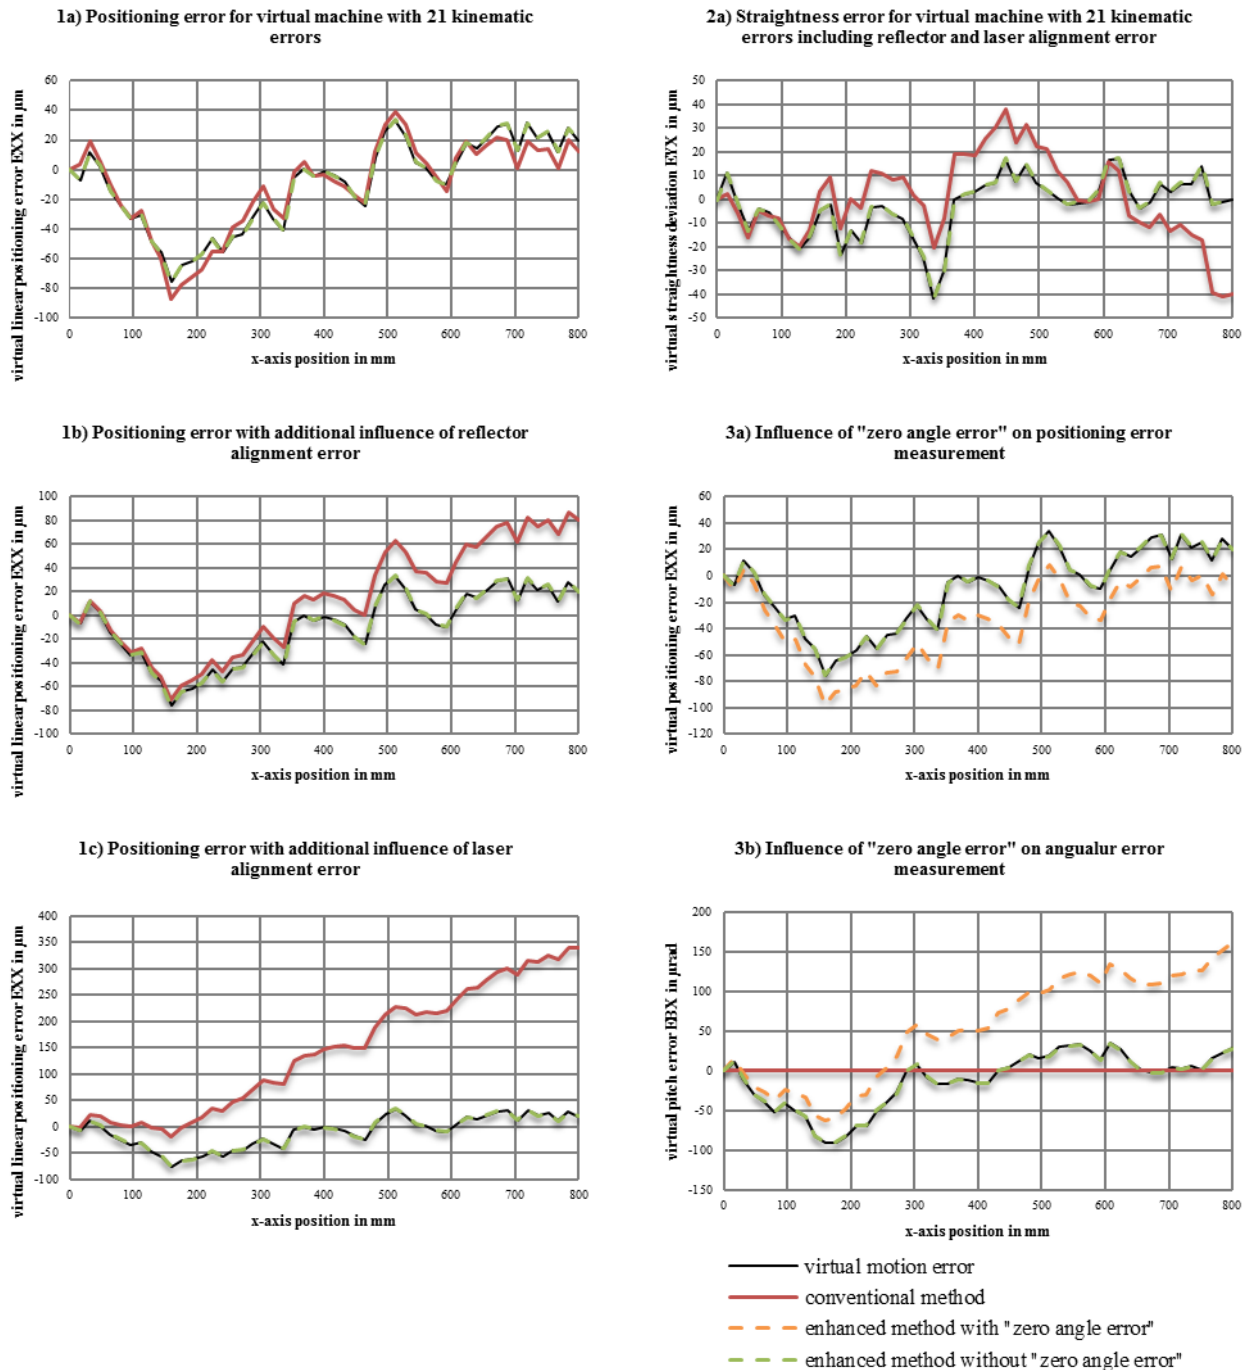 1a) Positioning error for virtual machine with 21 kinematic
errors
virtual linear positioning error EXX in µm
60
40
20
0
-20
-40
-60
-80
-100
0 100 200 300 400 500 600 700 800
x-axis position in mm
2a) Straightness error for virtual machine with 21 kinematic
errors including reflector and laser alignment error
virtual straightness deviation EYX in µm
50
40
30
20
10
0
-10
-20
-30
-40
-50
0 100 200 300 400 500 600 700 800
x-axis position in mm
1b) Positioning error with additional influence of reflector
alignment error
virtual linear positioning error EXX in µm
100
80
60
40
20
0
-20
-40
-60
-80
-100
0 100 200 300 400 500 600 700 800
x-axis position in mm
3a) Influence of "zero angle error" on positioning error
measurement
virtual positioning error EXX in µm
60
40
20
0
-20
-40
-60
-80
-100
-120
0 100 200 300 400 500 600 700 800
x-axis position in mm
1c) Positioning error with additional influence of laser
alignment error
virtual linear positioning error EXX in µm
400
350
300
250
200
150
100
50
0
-50
-100
0 100 200 300 400 500 600 700 800
x-axis position in mm
3b) Influence of "zero angle error" on angualur error
measurement
virtual pitch error EBX in µrad
200
150
100
50
0
-50
-100
-150
0 100 200 300 400 500 600 700 800
x-axis position in mm
virtual motion error
conventional method
enhanced method with "zero angle error"
enhanced method without "zero angle error"